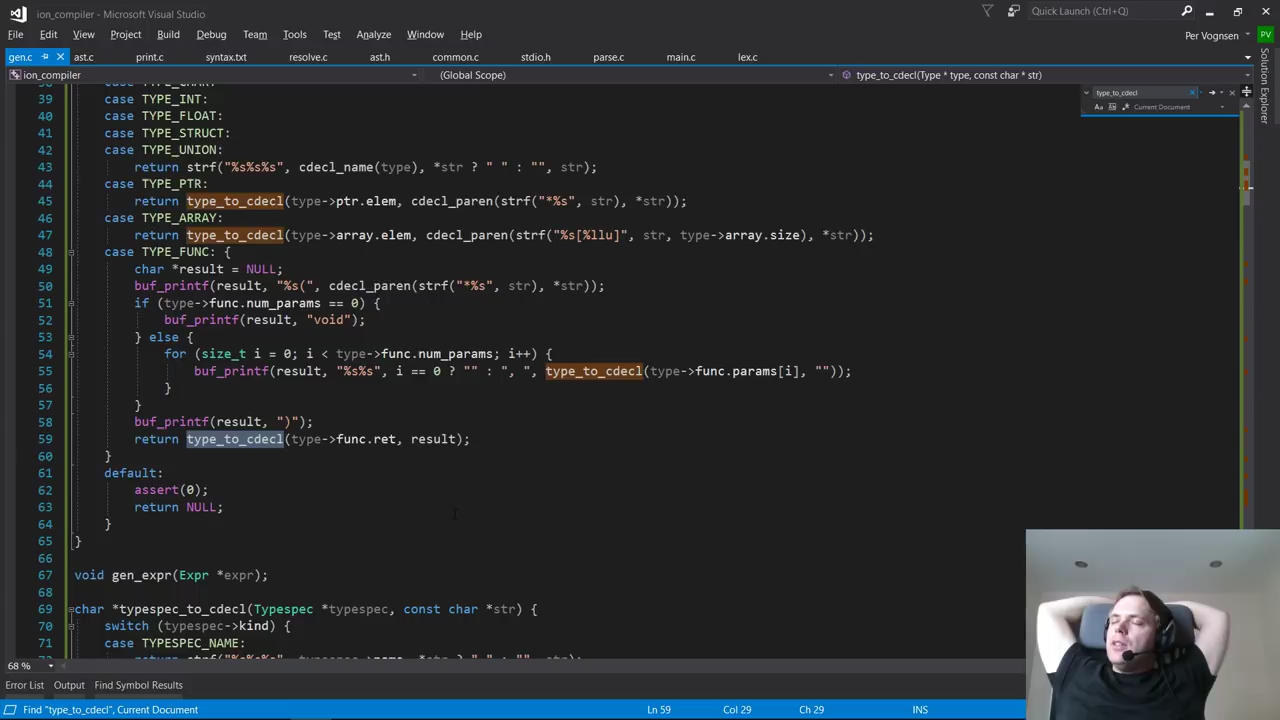 ion_compiler - Microsoft Visual Studio
Quick Launch (Ctrl+Q)
File Edit View Project Build Debug Team Tools Test Analyze Window Help
Per Vognsen PV
gen.c ast.c print.c syntax.txt resolve.c ast.h common.c stdio.h parse.c main.c lex.c
Solution Explorer
ion_compiler (Global Scope) type_to_cdecl(Type * type, const char * str)
type_to_cdecl
Aa Current Document
39 case TYPE_INT:
40 case TYPE_FLOAT:
41 case TYPE_STRUCT:
42 case TYPE_UNION:
43 return strf("%s%s%s", cdecl_name(type), *str ? " " : "", str);
44 case TYPE_PTR:
45 return type_to_cdecl(type->ptr.elem, cdecl_paren(strf("*%s", str), *str));
46 case TYPE_ARRAY:
47 return type_to_cdecl(type->array.elem, cdecl_paren(strf("%s[%llu]", str, type->array.size), *str));
48 case TYPE_FUNC: {
49 char *result = NULL;
50 buf_printf(result, "%s(", cdecl_paren(strf("*%s", str), *str));
51 if (type->func.num_params == 0) {
52 buf_printf(result, "void");
53 } else {
54 for (size_t i = 0; i < type->func.num_params; i++) {
55 buf_printf(result, "%s%s", i == 0 ? "" : ", ", type_to_cdecl(type->func.params[i], ""));
56 }
57 }
58 buf_printf(result, ")");
59 return type_to_cdecl(type->func.ret, result);
60 }
61 default:
62 assert(0);
63 return NULL;
64 }
65 }
66
67 void gen_expr(Expr *expr);
68
69 char *typespec_to_cdecl(Typespec *typespec, const char *str) {
70 switch (typespec->kind) {
71 case TYPESPEC_NAME:
68 %
Error List Output Find Symbol Results
Find "type_to_cdecl", Current Document Ln 59 Col 29 Ch 29 INS